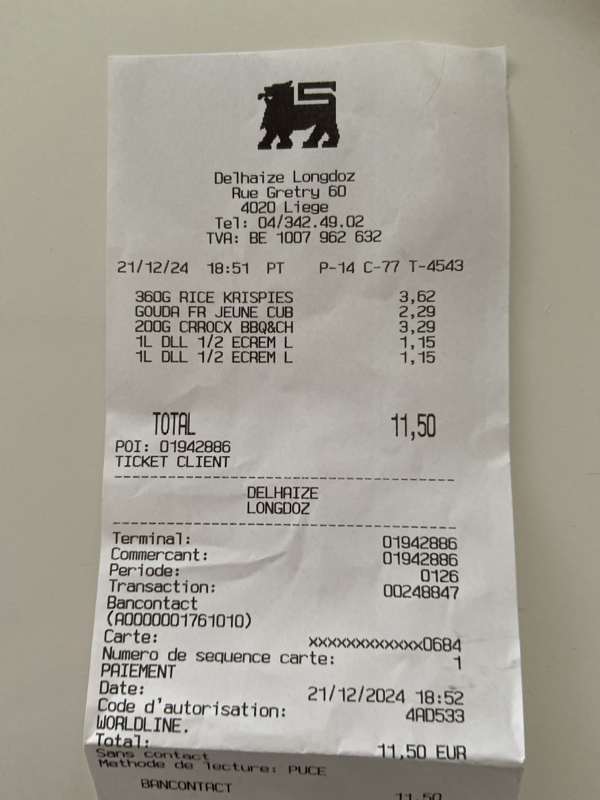 Delhaize Longdoz
Rue Gretry 60
4020 Liege
Tel: 04/342.49.02
TVA: BE 1007 962 632
21/12/24 18:51 PT P-14 C-77 T-4543
360G RICE KRISPIES 3,62
GOUDA FR JEUNE CUB 2,29
200G CRROCX BBQ&CH 3,29
1L DLL 1/2 ECREM L 1,15
1L DLL 1/2 ECREM L 1,15
TOTAL 11,50
POI: 01942886
TICKET CLIENT
DELHAIZE
LONGDOZ
Terminal: 01942886
Commercant: 01942886
Periode: 0126
Transaction: 00248847
Bancontact
(A0000001761010)
Carte: xxxxxxxxxxxxx0684
Numero de sequence carte: 1
PAIEMENT
Date: 21/12/2024 18:52
Code d'autorisation: 4AD533
WORLDLINE.
Total: 11,50 EUR
Sans contact
Methode de lecture: PUCE
BANCONTACT 11,50